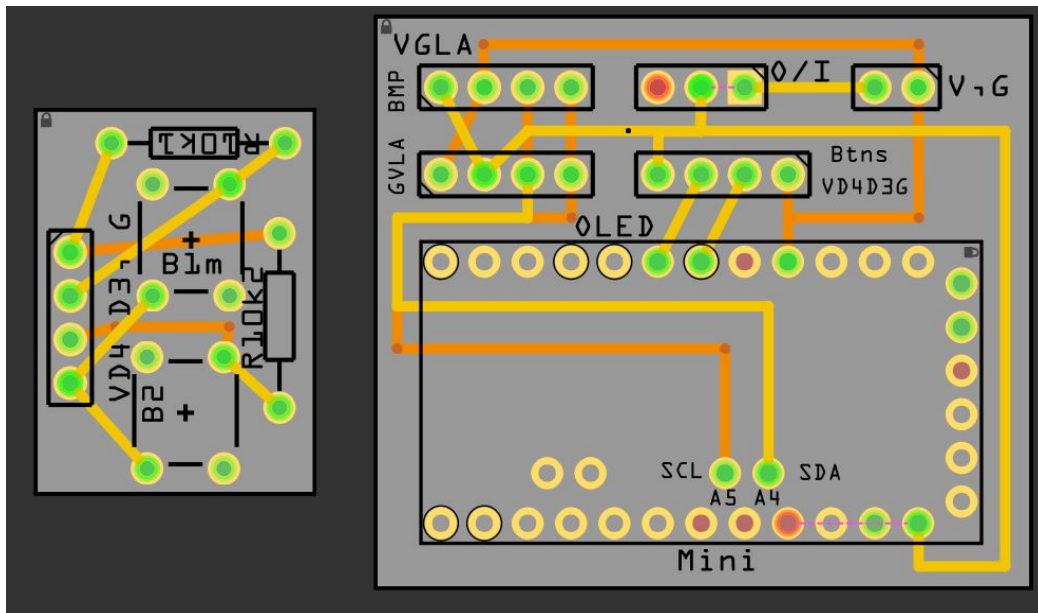 VGLA
BMP
O/I
V¬G
GVLA
Btns
VD4D3G
OLED
SCL
SDA
A5
A4
Mini
R10k1
VD4 D3¬G
B1m
+
R10k2
B2
+